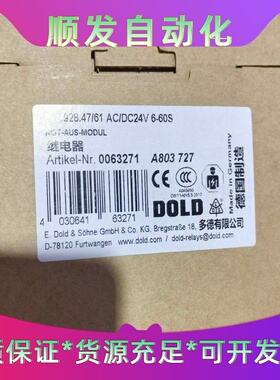 顺发自动化
.928.47/61 AC/DC24V 6-60S
NOT-AUS-MODUL
继电器
Artikel-Nr. 0063271
A803 727
Made in Germany
德国制造
4 030641 63271
DOLD
E. Dold & Söhne GmbH & Co. KG, Bregstraße 18,
多德有限公司
D-78120 Furtwangen
dold-relays@dold.com
质保证*货源充足*可开发